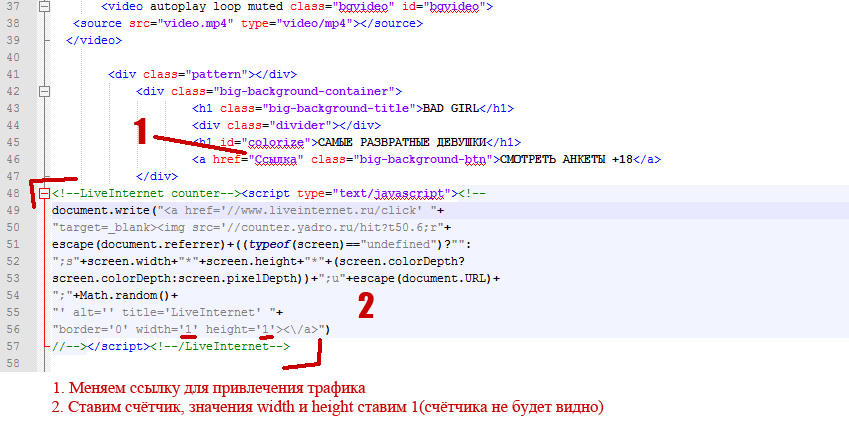 37 <video autoplay loop muted class="bgvideo" id="bgvideo">
38 <source src="video.mp4" type="video/mp4"></source>
39 </video>
40
41 <div class="pattern"></div>
42 <div class="big-background-container">
43 <h1 class="big-background-title">BAD GIRL</h1>
44 <div class="divider"></div>
1
45 <h1 id="colorize">САМЫЕ РАЗВРАТНЫЕ ДЕВУШКИ</h1>
46 <a href="Ссылка" class="big-background-btn">СМОТРЕТЬ АНКЕТЫ +18</a>
47 </div>
48 <!--LiveInternet counter--><script type="text/javascript"><!--
49 document.write("<a href='//www.liveinternet.ru/click' "+
50 "target=_blank><img src='//counter.yadro.ru/hit?t50.6;r"+
51 escape(document.referrer)+((typeof(screen)=="undefined")?"":
52 ";s"+screen.width+"*"+screen.height+"*"+(screen.colorDepth?
53 screen.colorDepth:screen.pixelDepth))+";u"+escape(document.URL)+
54 ";"+Math.random()+
2
55 "' alt='' title='LiveInternet' "+
56 "border='0' width='1' height='1'><\/a>")
57 //--></script><!--/LiveInternet-->
58
1. Меняем ссылку для привлечения трафика
2. Ставим счётчик, значения width и height ставим 1(счётчика не будет видно)